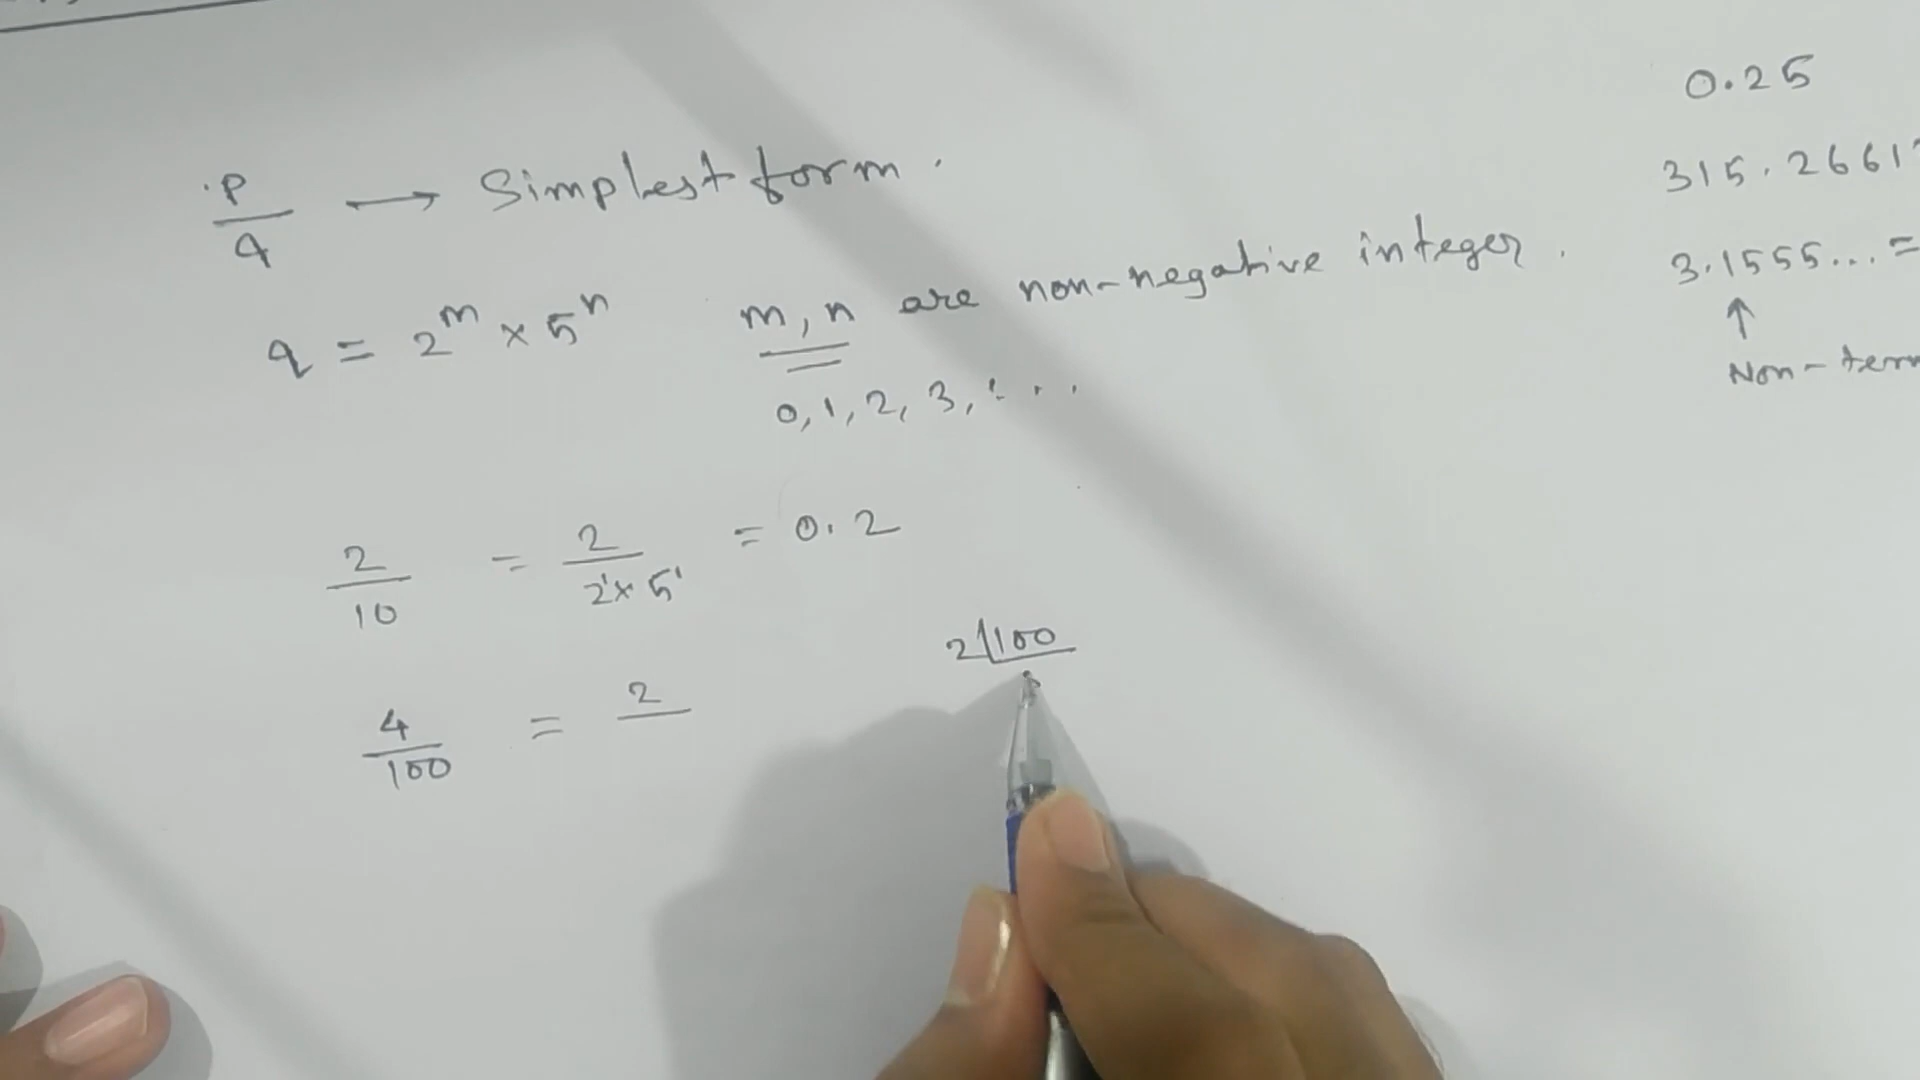 P/q → Simplest form.
q = 2^m × 5^n m, n are non-negative integer.
0, 1, 2, 3, . . .
2/10 = 2/2^1 × 5^1 = 0.2
4/100 = 2
2 100
0.25
315.2661
3.1555... =
↑
Non-